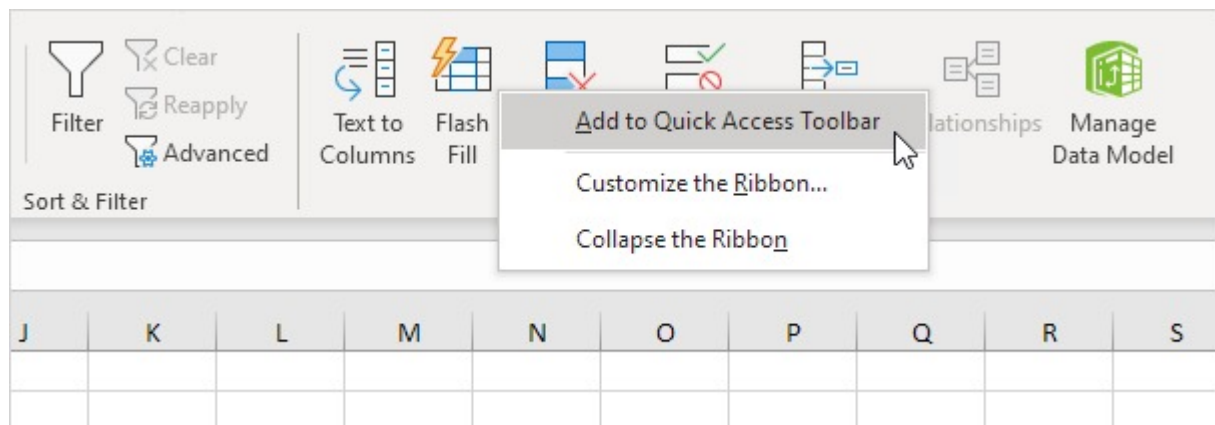 Clear
Reapply
Advanced
Filter
Sort & Filter
Text to
Columns
Flash
Fill
Add to Quick Access Toolbar
Customize the Ribbon...
Collapse the Ribbon
lationships
Manage
Data Model
J K L M N O P Q R S